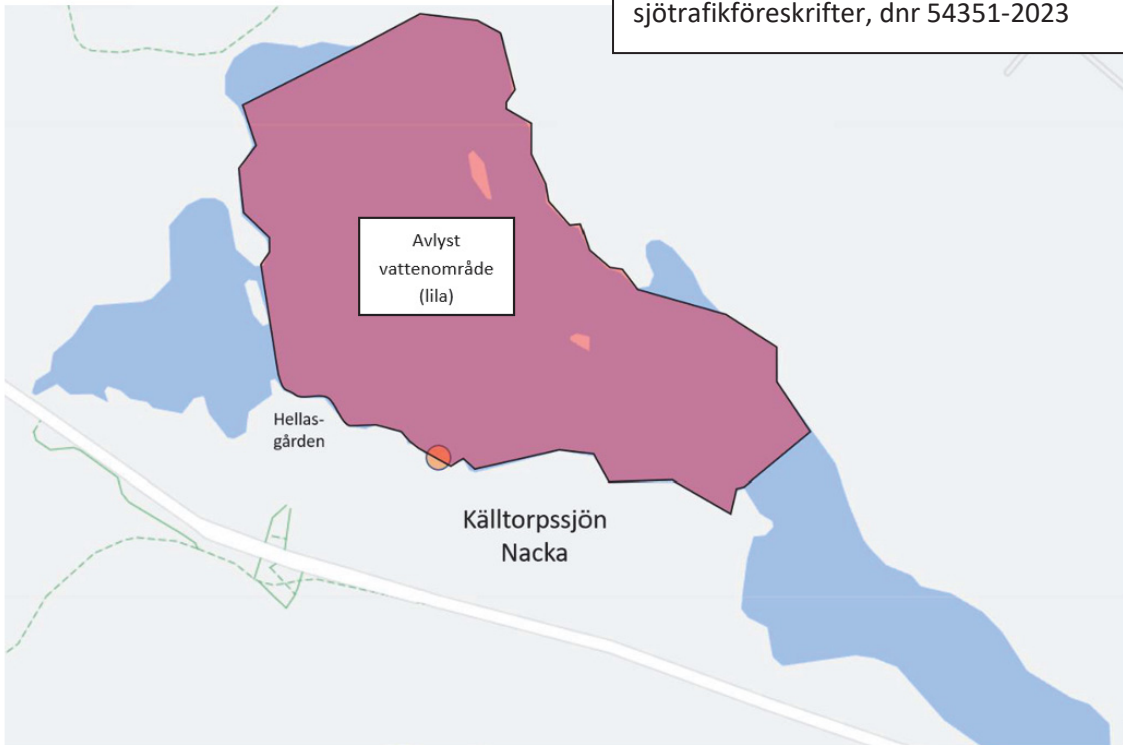 sjötrafikföreskrifter, dnr 54351-2023
Avlyst
vattenområde
(lila)
Hellas-
gården
Källtorpssjön
Nacka